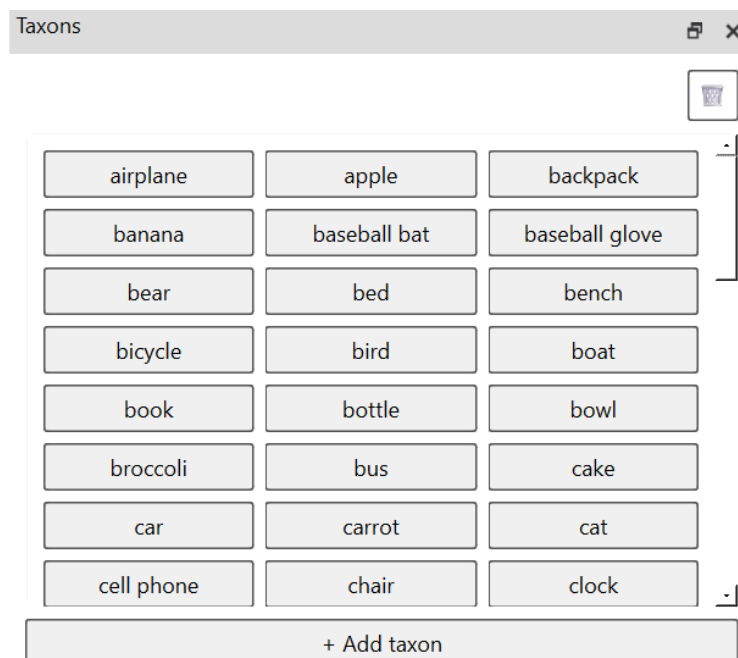 Taxons
airplane apple backpack
banana baseball bat baseball glove
bear bed bench
bicycle bird boat
book bottle bowl
broccoli bus cake
car carrot cat
cell phone chair clock
+ Add taxon